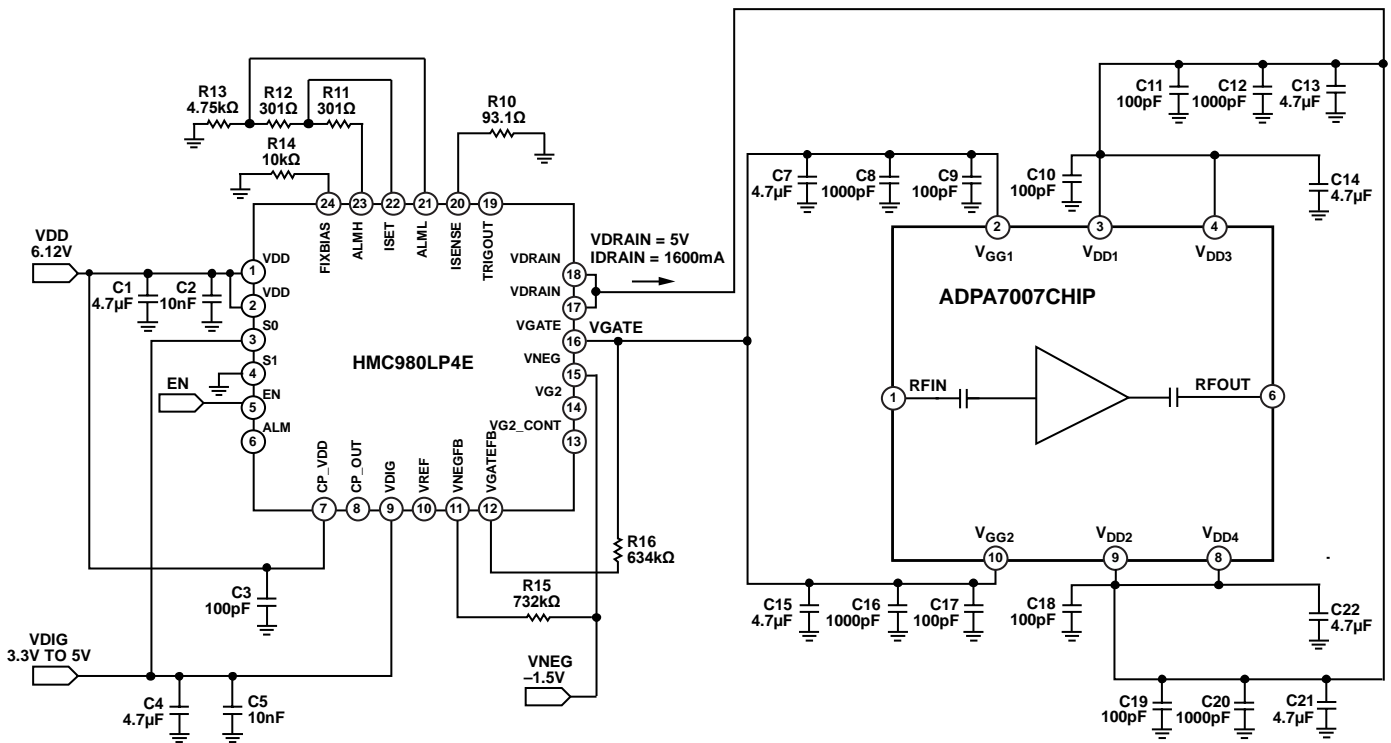 R13
4.75kΩ
R12
301Ω
R11
301Ω
R14
10kΩ
R10
93.1Ω
24
23
22
21
20
19
FIXBIAS
ALMH
ISET
ALML
ISENSE
TRIGOUT
VDD
6.12V
C1
4.7µF
C2
10nF
1
VDD
2
VDD
3
S0
4
S1
5
EN
6
ALM
EN
HMC980LP4E
VDRAIN
18
VDRAIN
17
VGATE
16
VNEG
15
VG2
14
VG2_CONT
13
VDRAIN = 5V
IDRAIN = 1600mA
VGATE
CP_VDD
CP_OUT
VDIG
VREF
VNEGFB
VGATEFB
7
8
9
10
11
12
C3
100pF
R15
732kΩ
R16
634kΩ
VDIG
3.3V TO 5V
C4
4.7µF
C5
10nF
VNEG
–1.5V
C11
100pF
C12
1000pF
C13
4.7µF
C7
4.7µF
C8
1000pF
C9
100pF
C10
100pF
C14
4.7µF
2
3
4
VGG1
VDD1
VDD3
ADPA7007CHIP
1
RFIN
RFOUT
6
VGG2
VDD2
VDD4
10
9
8
C15
4.7µF
C16
1000pF
C17
100pF
C18
100pF
C22
4.7µF
C19
100pF
C20
1000pF
C21
4.7µF